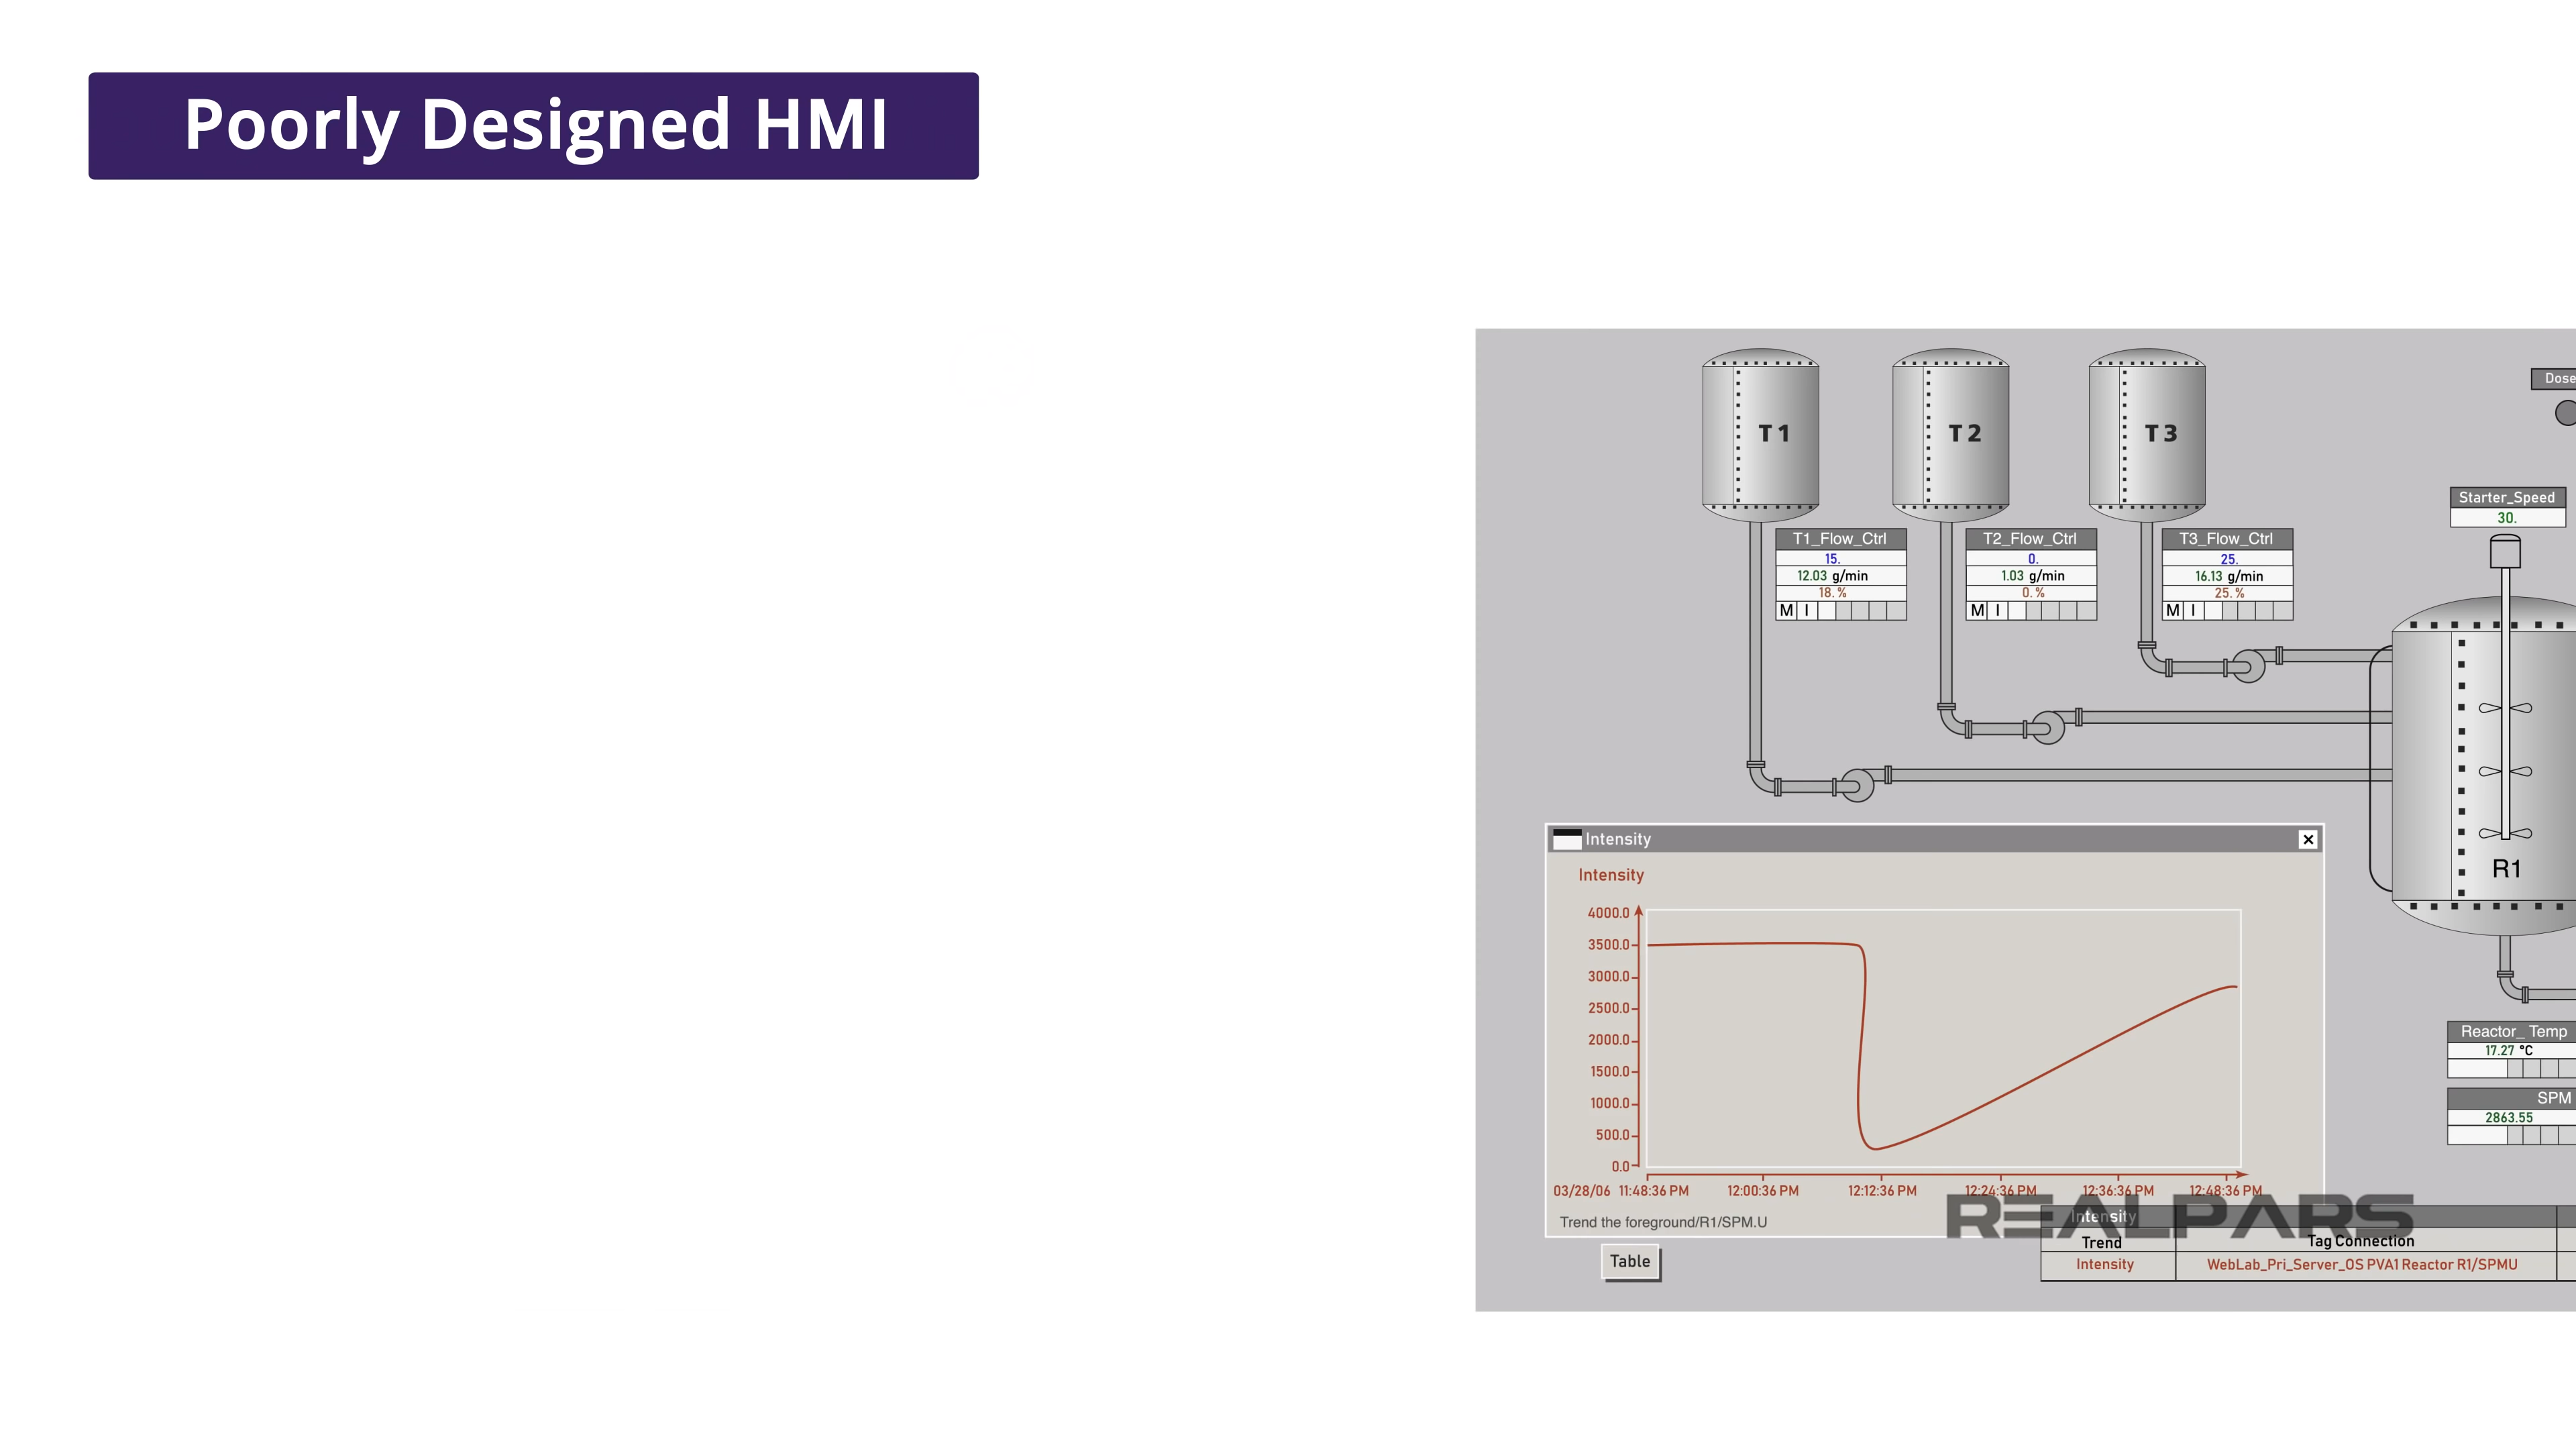 Poorly Designed HMI
T1
T2
T3
Dose
Starter_Speed
30.
T1_Flow_Ctrl
15.
12.03 g/min
18. %
M I
T2_Flow_Ctrl
0.
1.03 g/min
0. %
M I
T3_Flow_Ctrl
25.
16.13 g/min
25. %
M I
R1
Intensity
Intensity
4000.0
3500.0
3000.0
2500.0
2000.0
1500.0
1000.0
500.0
0.0
03/28/06 11:48:36 PM 12:00:36 PM 12:12:36 PM 12:24:36 PM 12:36:36 PM 12:48:36 PM
Trend the foreground/R1/SPM.U
Table
Reactor_ Temp
17.27 °C
SPM
2863.55
REALPARS
Intensity
Trend Tag Connection
Intensity WebLab_Pri_Server_OS PVA1 Reactor R1/SPMU